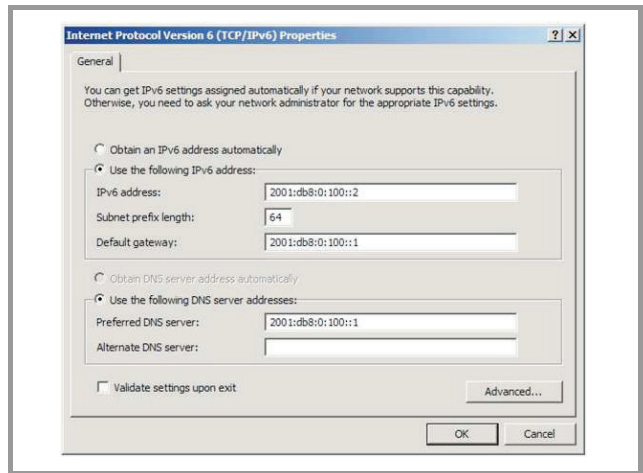 Internet Protocol Version 6 (TCP/IPv6) Properties
General
You can get IPv6 settings assigned automatically if your network supports this capability.
Otherwise, you need to ask your network administrator for the appropriate IPv6 settings.
Obtain an IPv6 address automatically
Use the following IPv6 address:
IPv6 address: 2001:db8:0:100::2
Subnet prefix length: 64
Default gateway: 2001:db8:0:100::1
Obtain DNS server address automatically
Use the following DNS server addresses:
Preferred DNS server: 2001:db8:0:100::1
Alternate DNS server:
Validate settings upon exit
Advanced...
OK Cancel